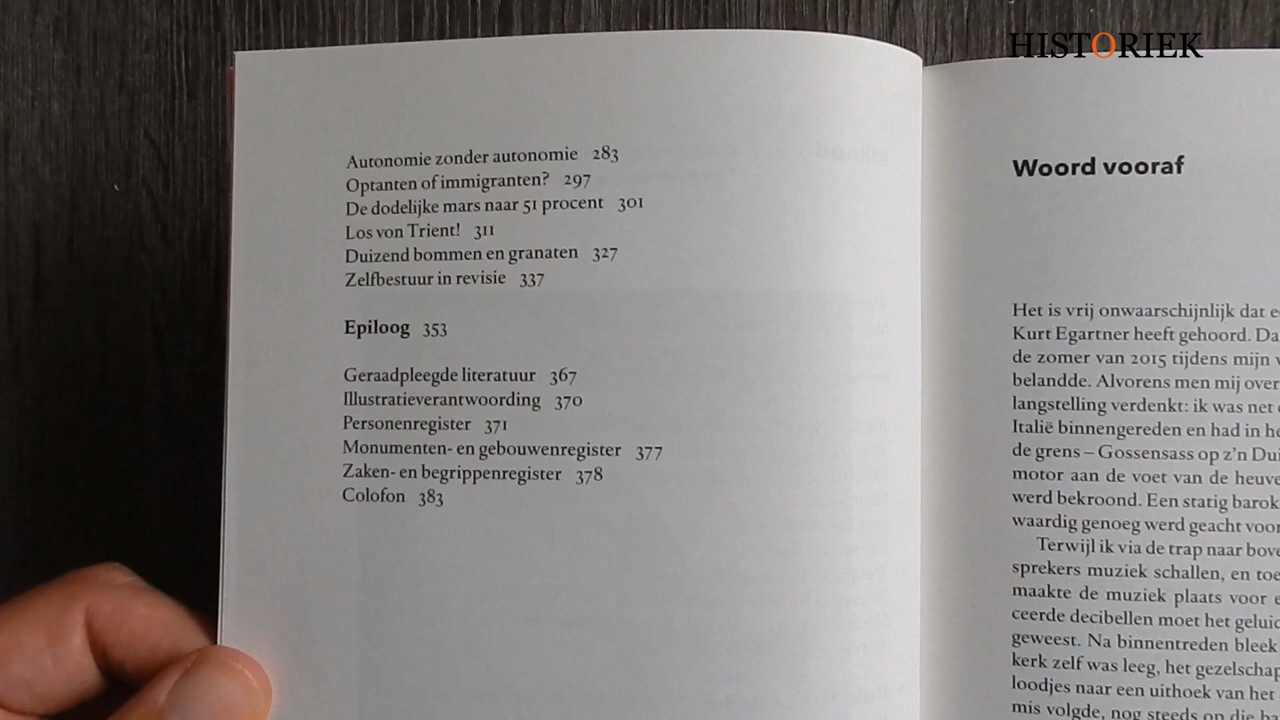 HISTORIEK
Autonomie zonder autonomie 283
Optanten of immigranten? 297
De dodelijke mars naar 51 procent 301
Los von Trient! 311
Duizend bommen en granaten 327
Zelfbestuur in revisie 337
Epiloog 353
Geraadpleegde literatuur 367
Illustratieverantwoording 370
Personenregister 371
Monumenten- en gebouwenregister 377
Zaken- en begrippenregister 378
Colofon 383
Woord vooraf
Het is vrij onwaarschijnlijk dat
Kurt Egartner heeft gehoord. Da
de zomer van 2015 tijdens mijn
belandde. Alvorens men mij over
langstelling verdenkt: ik was net
Italië binnengereden en had in
de grens – Gossensass op z'n Dui
motor aan de voet van de heuve
werd bekroond. Een statig barok
waardig genoeg werd geacht voor
Terwijl ik via de trap naar bove
sprekers muziek schallen, en toe
maakte de muziek plaats voor
ceerde decibellen moet het geluid
geweest. Na binnentreden bleek
kerk zelf was leeg, het gezelschap
loodjes naar een uithoek van het
mis volgde, nog steeds op die